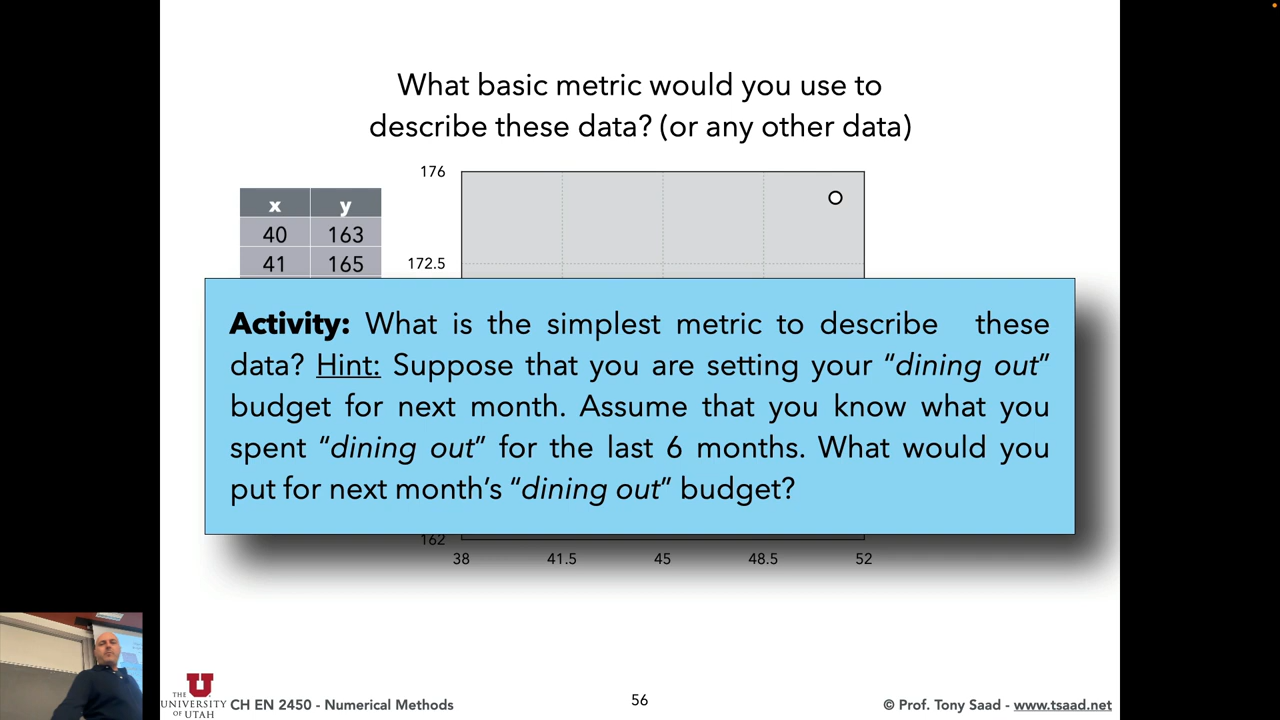 What basic metric would you use to
describe these data? (or any other data)
x y
40 163
41 165
176
172.5
Activity: What is the simplest metric to describe these
data? Hint: Suppose that you are setting your “dining out”
budget for next month. Assume that you know what you
spent “dining out” for the last 6 months. What would you
put for next month’s “dining out” budget?
162
38 41.5 45 48.5 52
THE
UNIVERSITY
OF UTAH
CH EN 2450 - Numerical Methods
56
© Prof. Tony Saad - www.tsaad.net